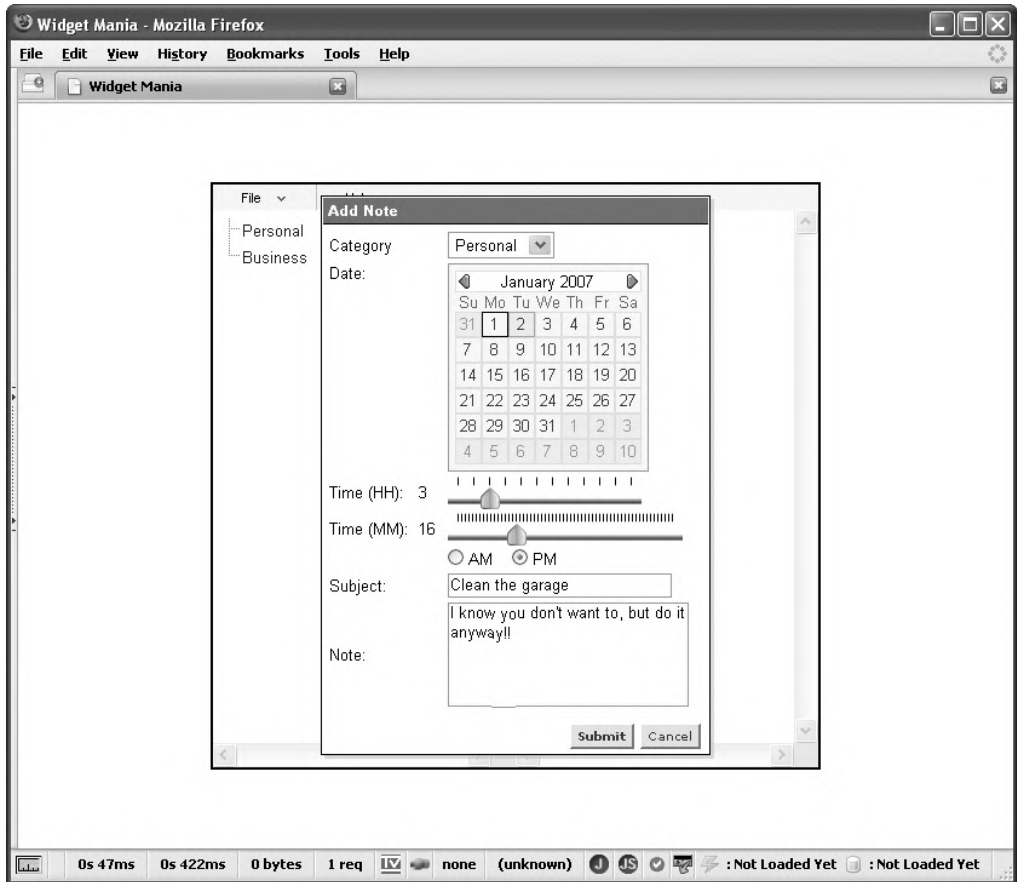 Widget Mania - Mozilla Firefox
File Edit View History Bookmarks Tools Help
Widget Mania
File
Add Note
Personal
Business
Category Personal
Date:
January 2007
Su Mo Tu We Th Fr Sa
31 1 2 3 4 5 6
7 8 9 10 11 12 13
14 15 16 17 18 19 20
21 22 23 24 25 26 27
28 29 30 31 1 2 3
4 5 6 7 8 9 10
Time (HH): 3
Time (MM): 16
AM PM
Subject: Clean the garage
I know you don't want to, but do it
anyway!!
Note:
Submit Cancel
0s 47ms 0s 422ms 0 bytes 1 req none (unknown) J JS : Not Loaded Yet : Not Loaded Yet